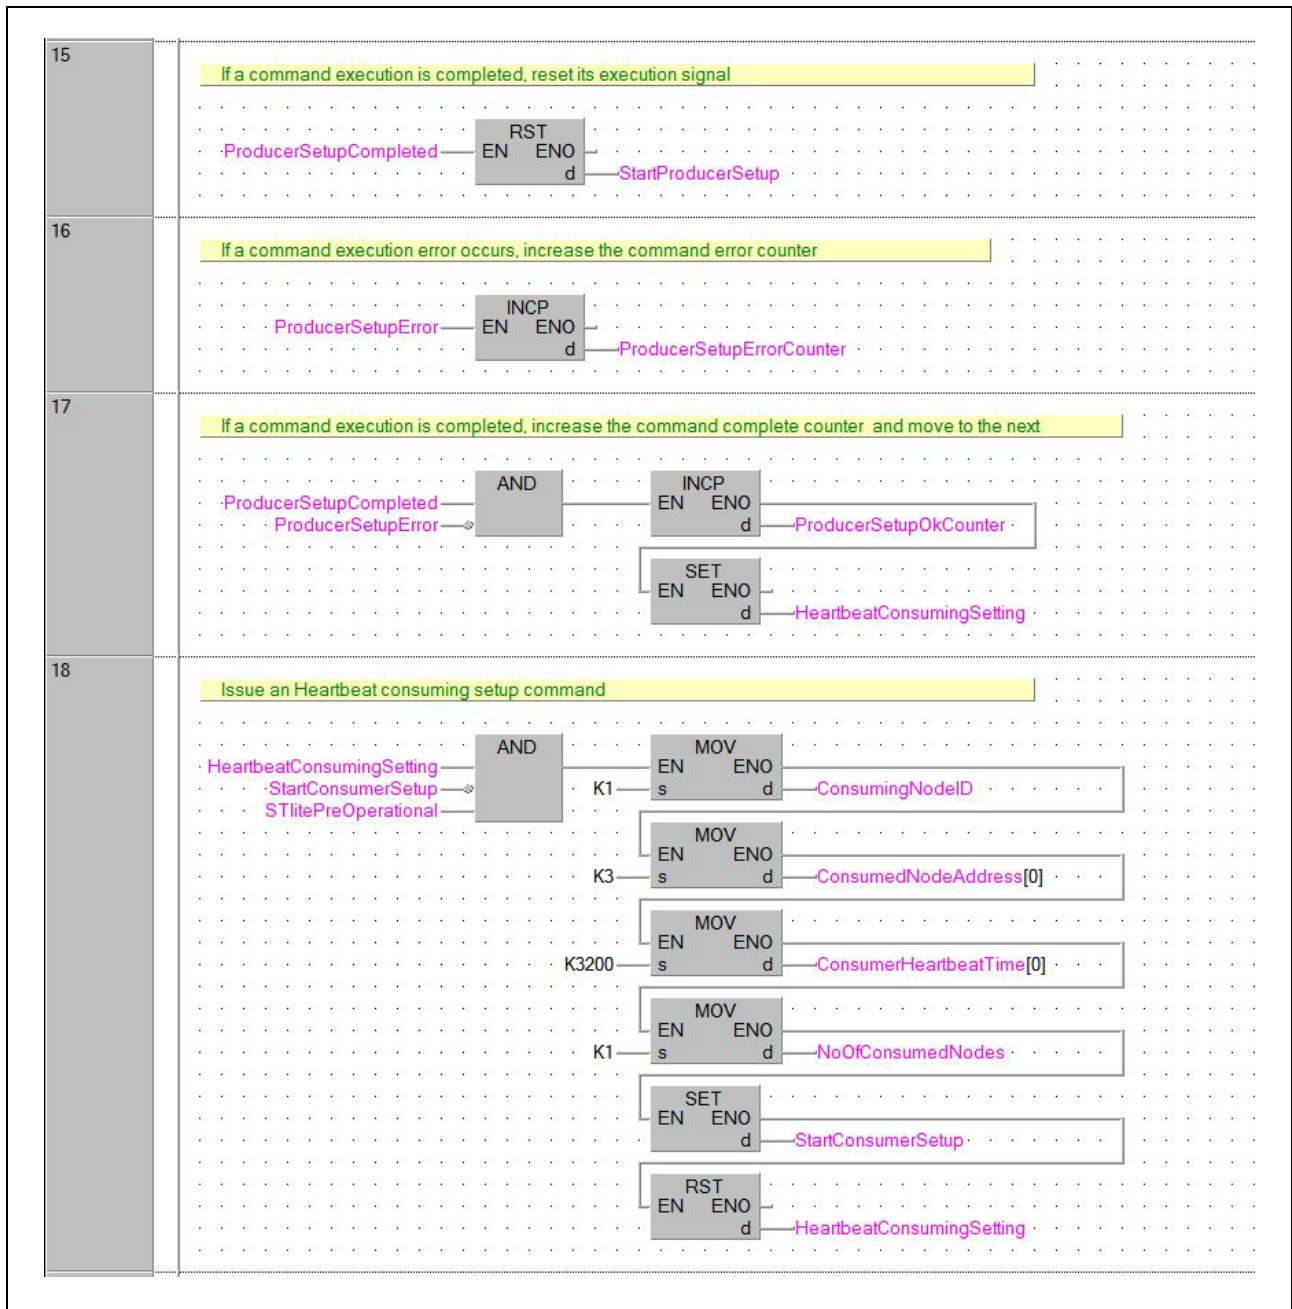 15
If a command execution is completed, reset its execution signal
RST
ProducerSetupCompleted EN ENO
d StartProducerSetup
16
If a command execution error occurs, increase the command error counter
INCP
ProducerSetupError EN ENO
d ProducerSetupErrorCounter
17
If a command execution is completed, increase the command complete counter and move to the next
AND INCP
ProducerSetupCompleted EN ENO
ProducerSetupError d ProducerSetupOkCounter
SET
EN ENO
d HeartbeatConsumingSetting
18
Issue an Heartbeat consuming setup command
AND MOV
HeartbeatConsumingSetting EN ENO
StartConsumerSetup K1 s d ConsumingNodeID
STlitePreOperational
MOV
EN ENO
K3 s d ConsumedNodeAddress[0]
MOV
EN ENO
K3200 s d ConsumerHeartbeatTime[0]
MOV
EN ENO
K1 s d NoOfConsumedNodes
SET
EN ENO
d StartConsumerSetup
RST
EN ENO
d HeartbeatConsumingSetting